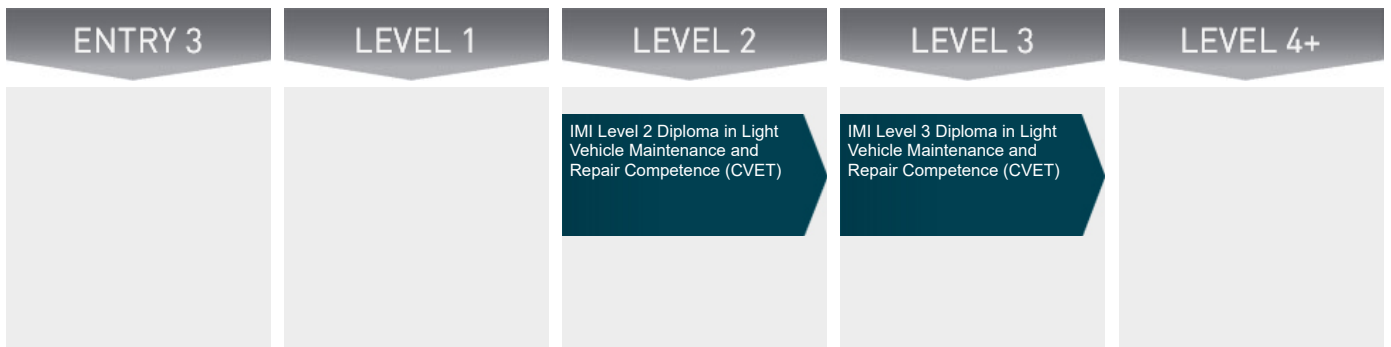 ENTRY 3
LEVEL 1
LEVEL 2
LEVEL 3
LEVEL 4+
IMI Level 2 Diploma in Light
Vehicle Maintenance and
Repair Competence (CVET)
IMI Level 3 Diploma in Light
Vehicle Maintenance and
Repair Competence (CVET)